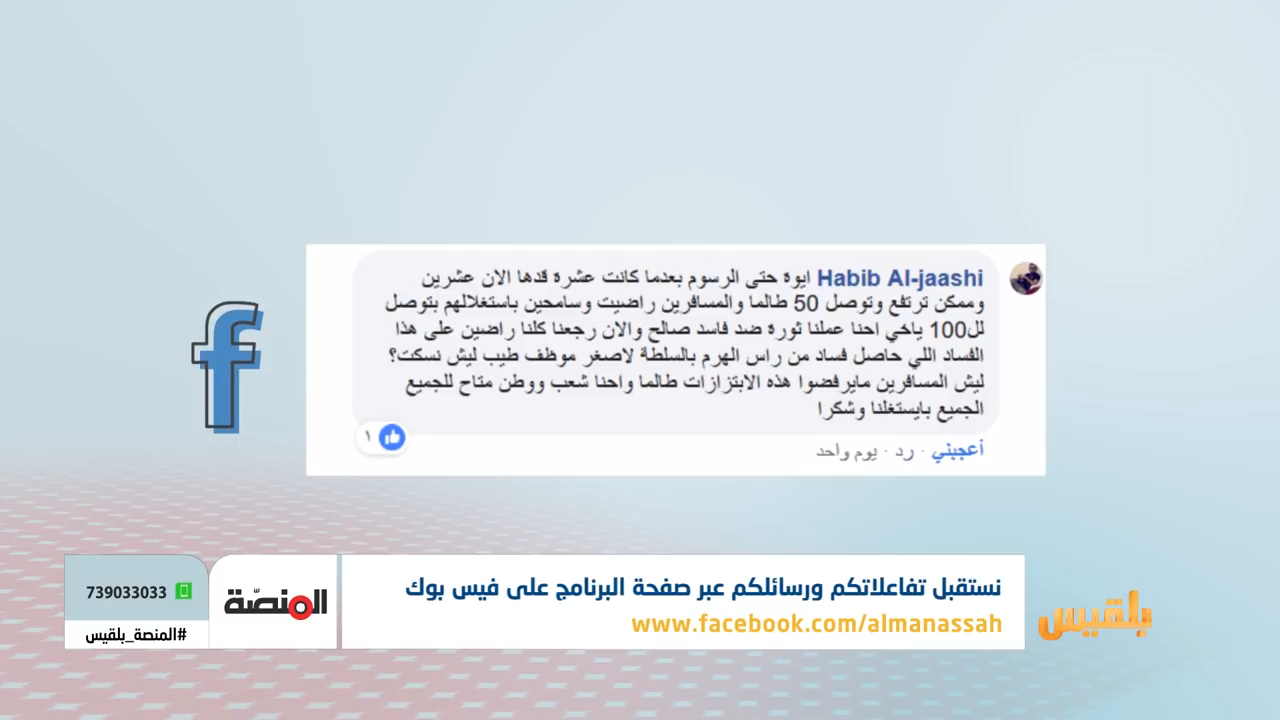 Habib Al-jaashi ايوة حتى الرسوم بعدما كانت عشرة قدها الان عشرين
وممكن ترتفع وتوصل 50 طالما والمسافرين راضيت وسامحين باستغلالهم بتوصل
لل100 ياخي احنا عملنا ثورة ضد فاسد صالح والان رجعنا كلنا راضين على هذا
الفساد اللي حاصل فساد من راس الهرم بالسلطة لاصغر موظف طيب ليش نسكت؟
ليش المسافرين مايرفضوا هذه الابتزازات طالما واحنا شعب ووطن متاح للجميع
الجميع بايستغلنا وشكرا
١
أعجبني · رد · يوم واحد
نستقبل تفاعلاتكم ورسائلكم عبر صفحة البرنامج على فيس بوك
www.facebook.com/almanassah
المنصّة
739033033
#المنصة_بلقيس
بلقيس